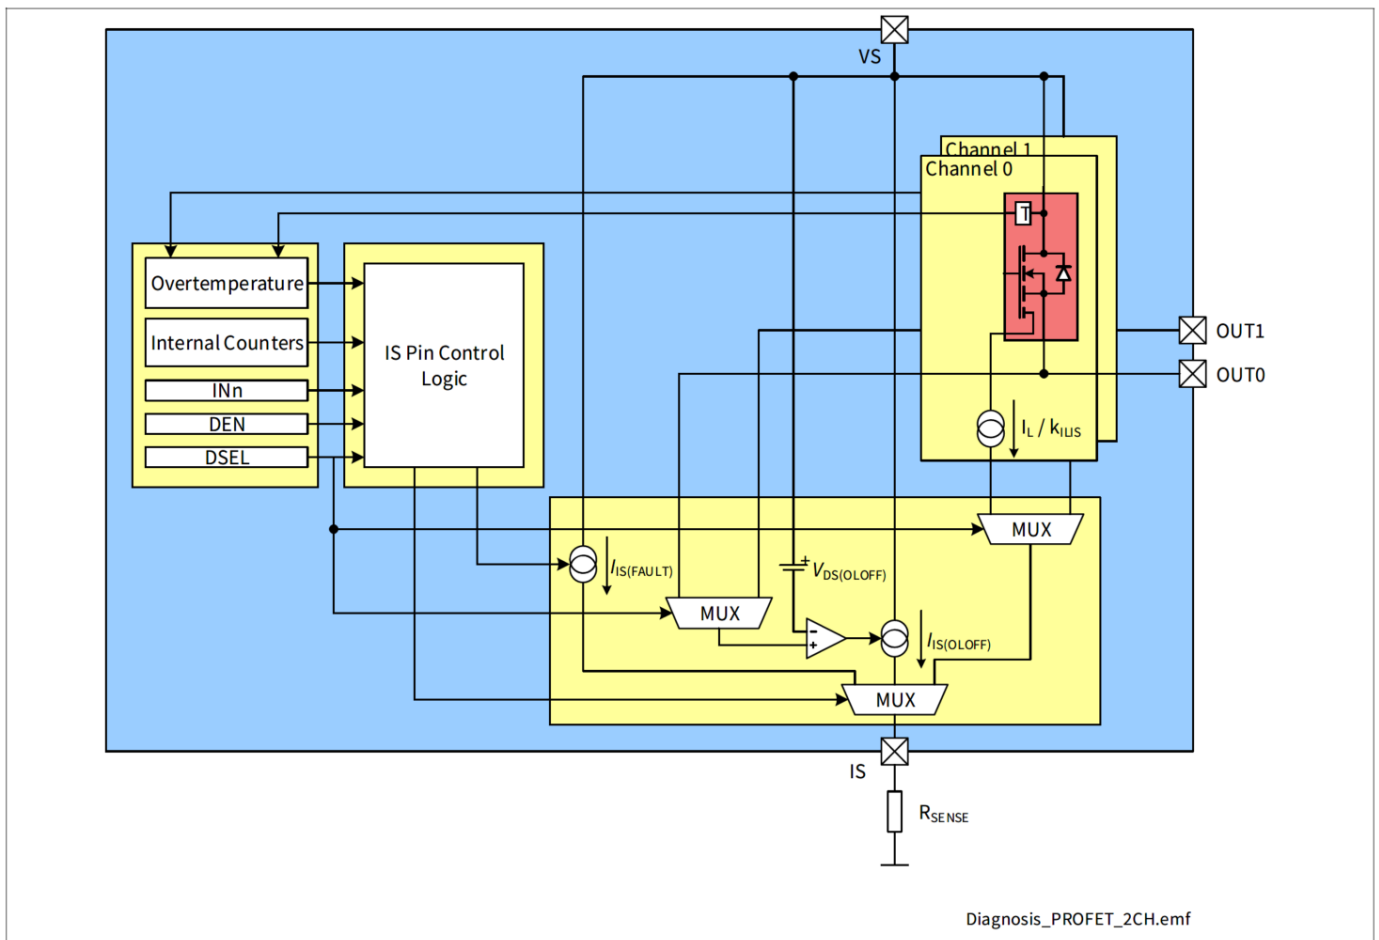 VS
Channel 1
Channel 0
T
Overtemperature
Internal Counters
INn
DEN
DSEL
IS Pin Control
Logic
OUT1
OUT0
IL / kILIS
MUX
IIS(FAULT)
+
VDS(OLOFF)
MUX
-
+
IIS(OLOFF)
MUX
IS
RSENSE
Diagnosis_PROFET_2CH.emf